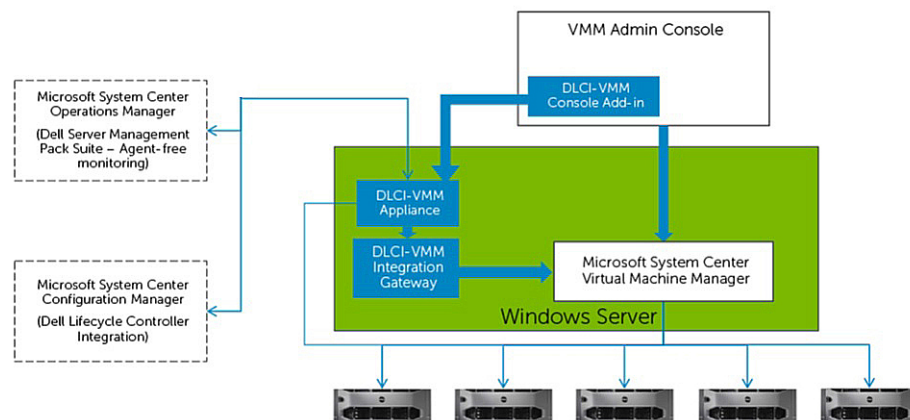 VMM Admin Console
DLCI-VMM
Console Add-in
Microsoft System Center
Operations Manager
(Dell Server Management
Pack Suite – Agent-free
monitoring)
DLCI-VMM
Appliance
DLCI-VMM
Integration
Gateway
Microsoft System Center
Virtual Machine Manager
Microsoft System Center
Configuration Manager
(Dell Lifecycle Controller
Integration)
Windows Server